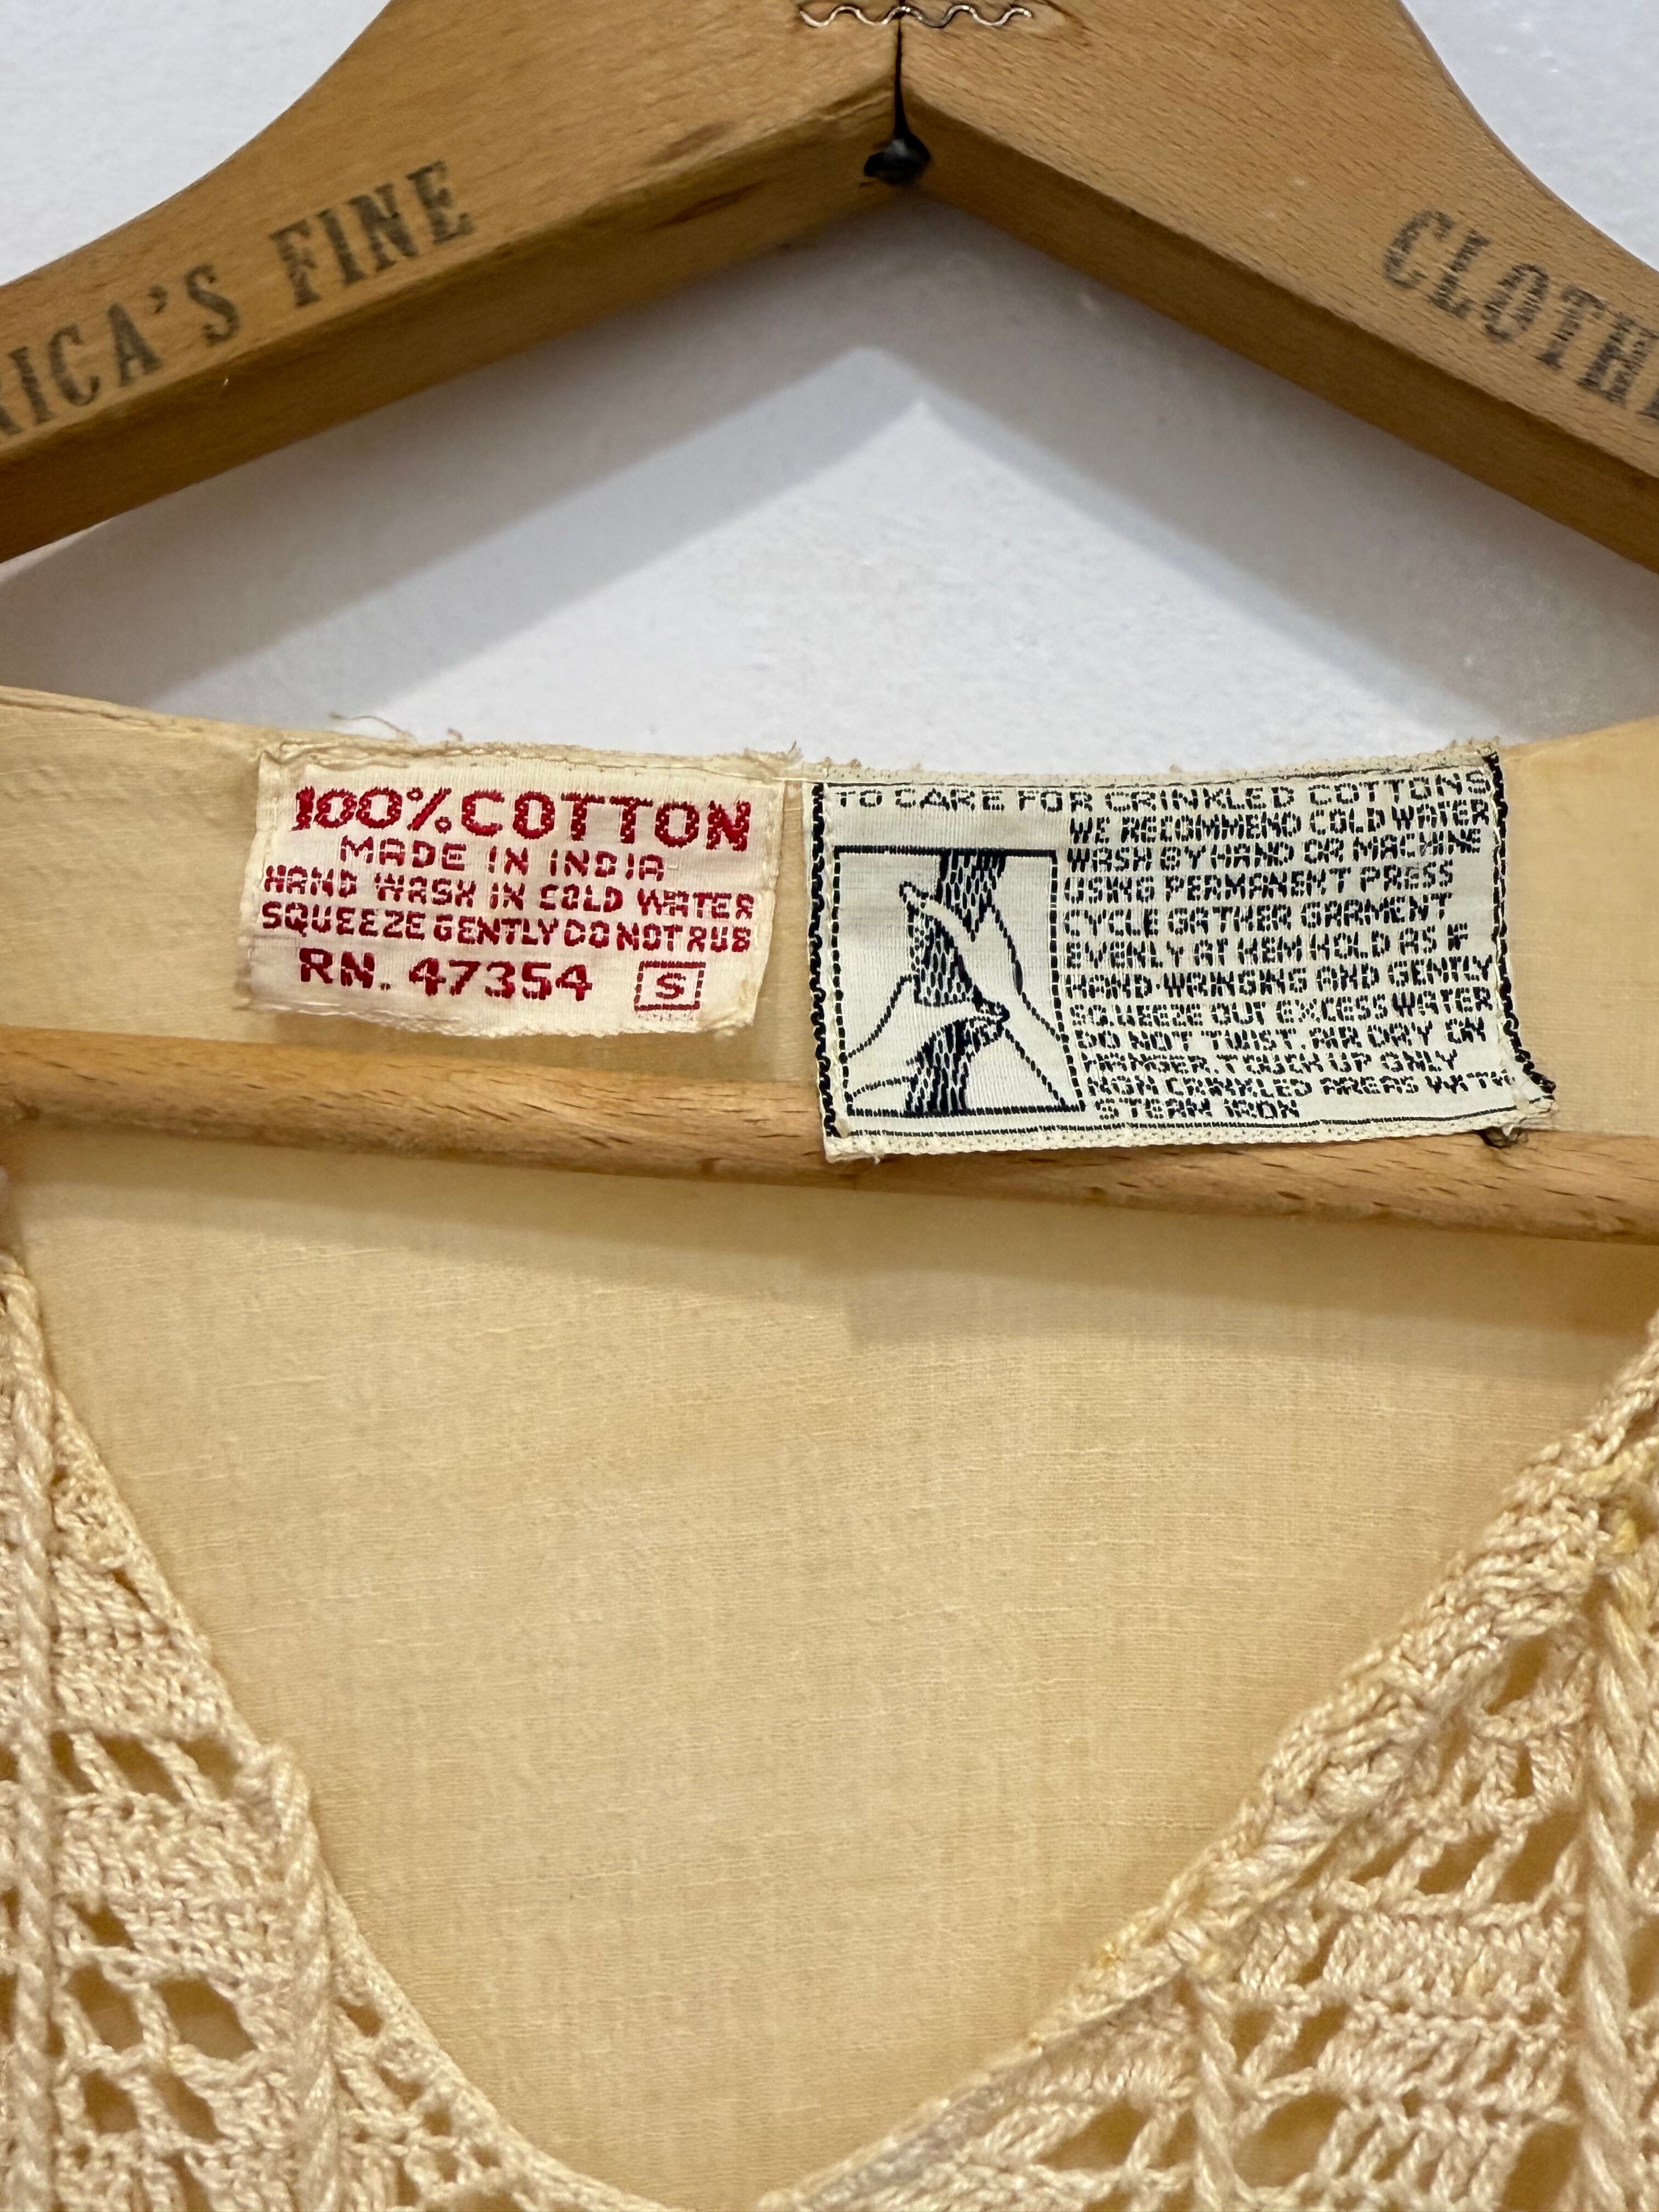 RICA'S FINE
CLOTH
100% COTTON
MADE IN INDIA
HAND WASH IN COLD WATER
SQUEEZE GENTLY DO NOT RUB
RN. 47354 S
TO CARE FOR CRINKLED COTTONS
WE RECOMMEND COLD WATER
WASH BY HAND OR MACHINE
USING PERMANENT PRESS
CYCLE GATHER GARMENT
EVENLY AT HEM HOLD AS IF
HAND-WRINGING AND GENTLY
SQUEEZE OUT EXCESS WATER
DO NOT TWIST. AIR DRY ON
HANGER. TOUCH UP ONLY
NON CRINKLED AREAS WITH
STEAM IRON